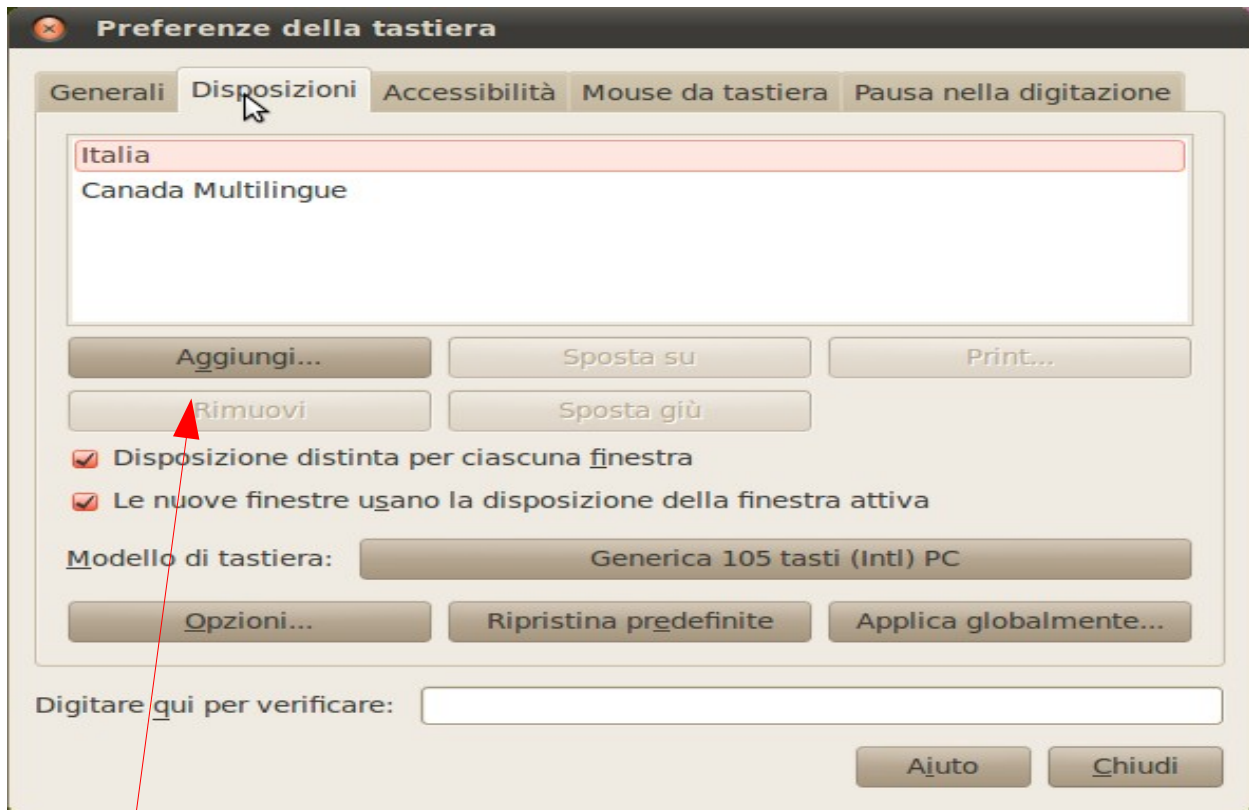 Preferenze della tastiera
Generali Disposizioni Accessibilità Mouse da tastiera Pausa nella digitazione
Italia
Canada Multilingue
Aggiungi... Sposta su Print...
Rimuovi Sposta giù
Disposizione distinta per ciascuna finestra
Le nuove finestre usano la disposizione della finestra attiva
Modello di tastiera: Generica 105 tasti (Intl) PC
Opzioni... Ripristina predefinite Applica globalmente...
Digitare qui per verificare:
Aiuto Chiudi